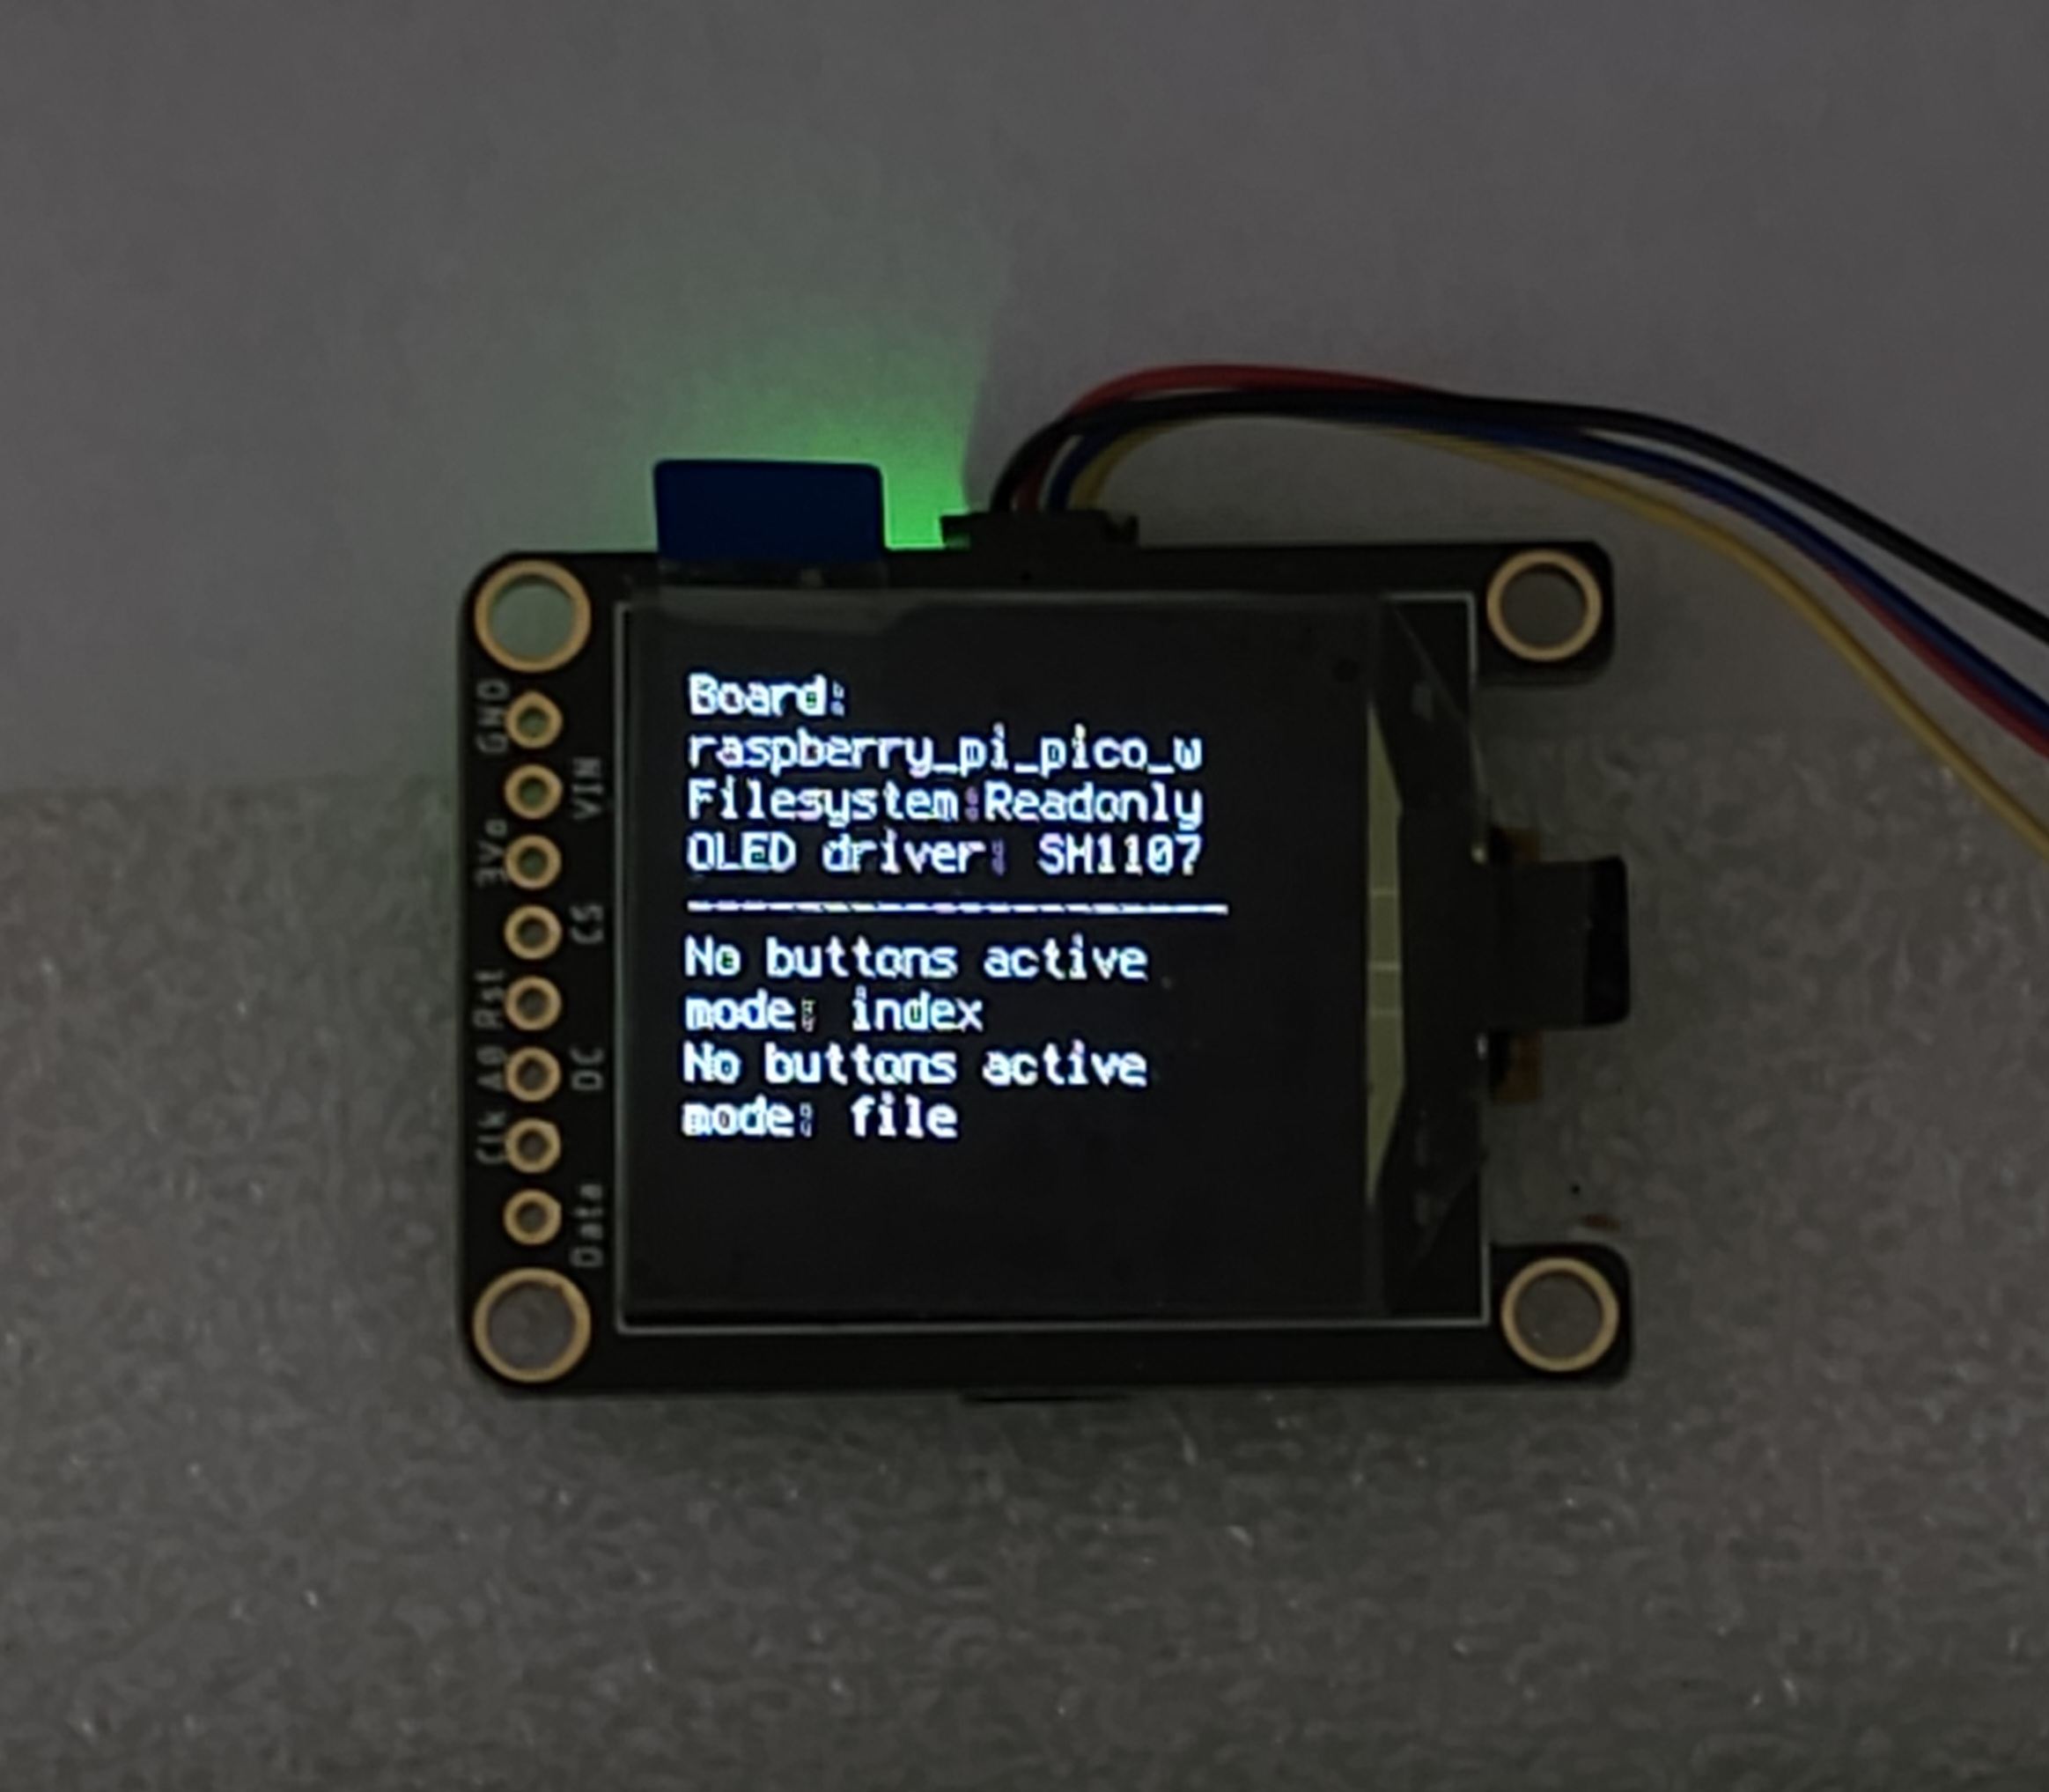 Board:
raspberry_pi_pico_w
Filesystem:Readonly
OLED driver: SH1107
--------------------
No buttons active
mode: index
No buttons active
mode: file
GND
VIN
3Vo
CS
Rst
A0
DC
Clk
Data